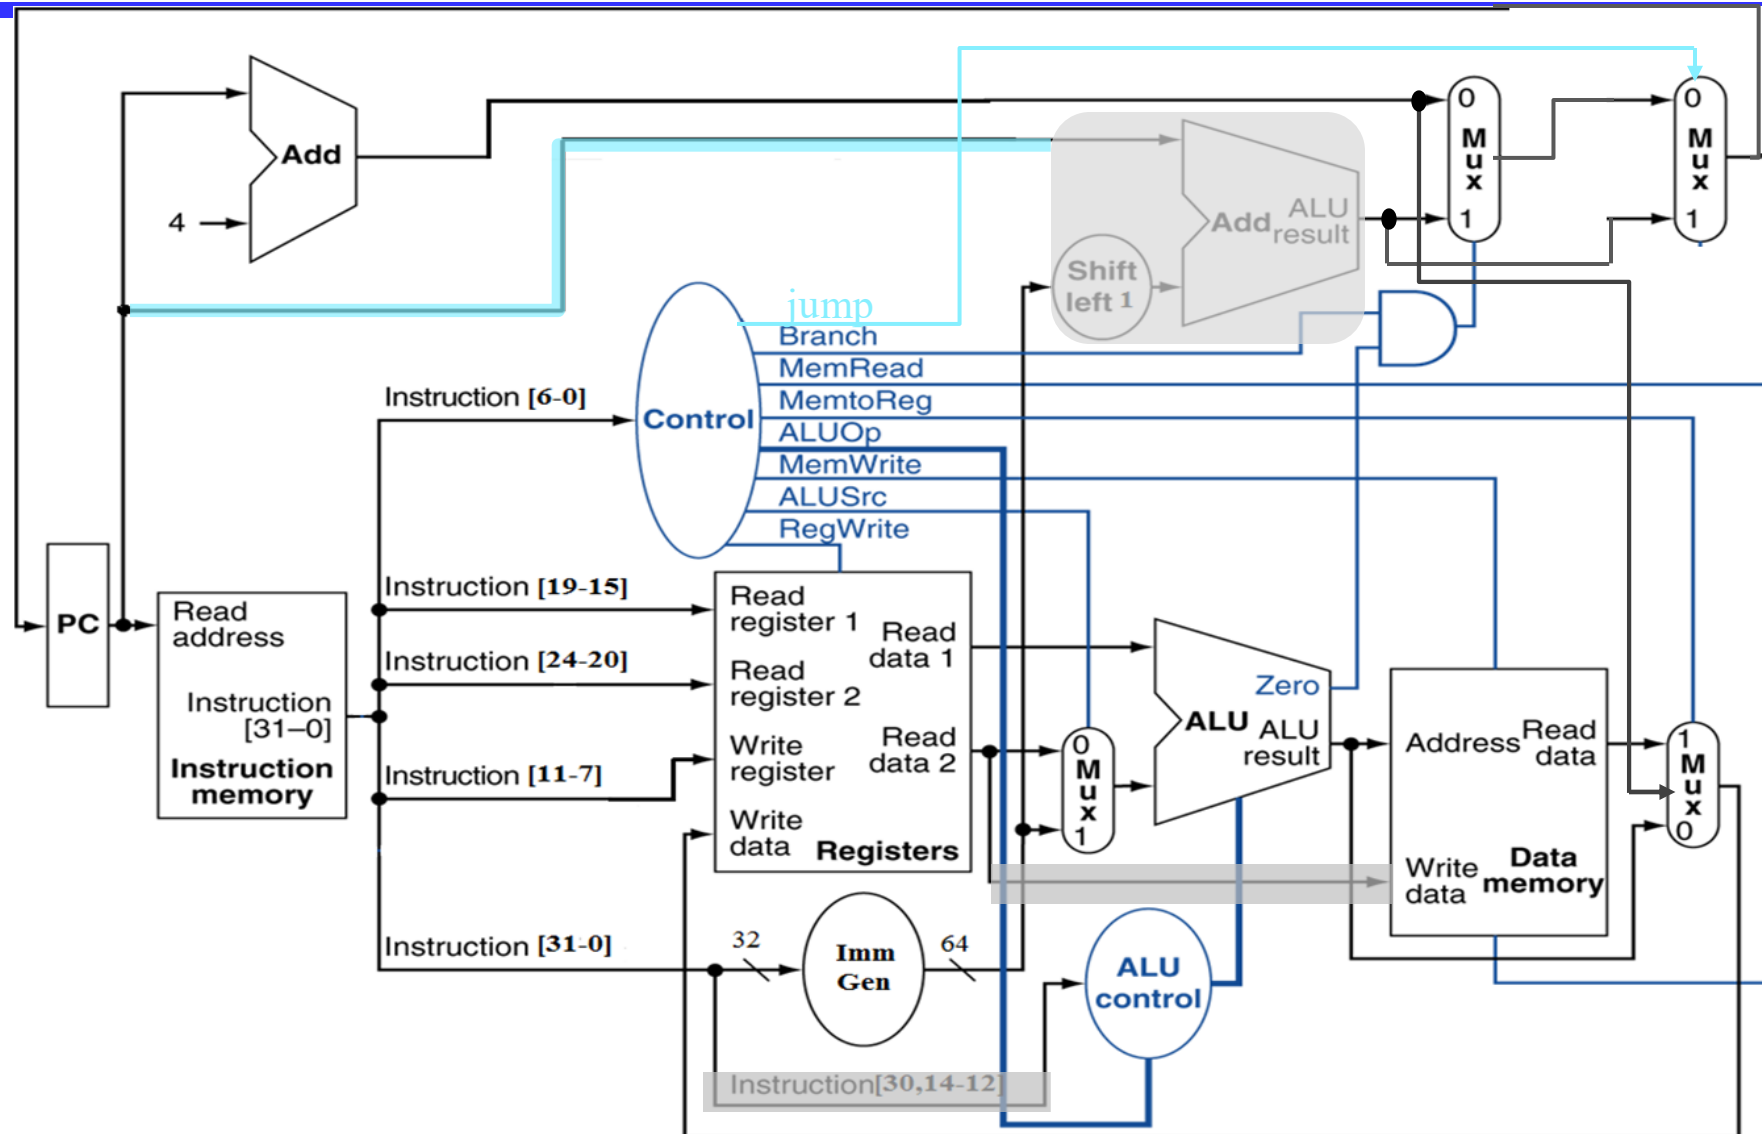 jump
0
M
u
x
1
0
M
u
x
1
Add
4
ALU
Add result
Shift
left 1
Branch
MemRead
MemtoReg
ALUOp
MemWrite
ALUSrc
RegWrite
Control
Instruction [6-0]
PC
Read
address
Instruction
[31–0]
Instruction
memory
Instruction [19-15]
Instruction [24-20]
Instruction [11-7]
Instruction [31-0]
Read
register 1
Read
register 2
Write
register
Write
data
Read
data 1
Read
data 2
Registers
0
M
u
x
1
Zero
ALU
ALU
result
Address
Read
data
Write
data
Data
memory
1
M
u
x
0
32
Imm
Gen
64
ALU
control
Instruction[30,14-12]